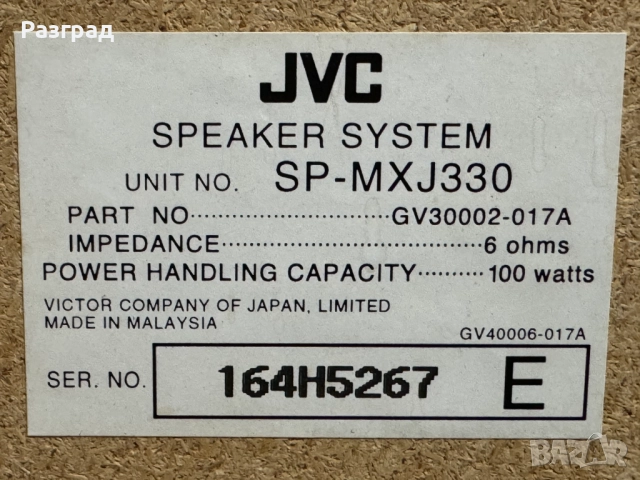 Разград
JVC
SPEAKER SYSTEM
UNIT NO. SP-MXJ330
PART NO····················GV30002-017A
IMPEDANCE··························6 ohms
POWER HANDLING CAPACITY·········100 watts
VICTOR COMPANY OF JAPAN, LIMITED
MADE IN MALAYSIA
GV40006-017A
SER. NO. 164H5267 E
BAZAR